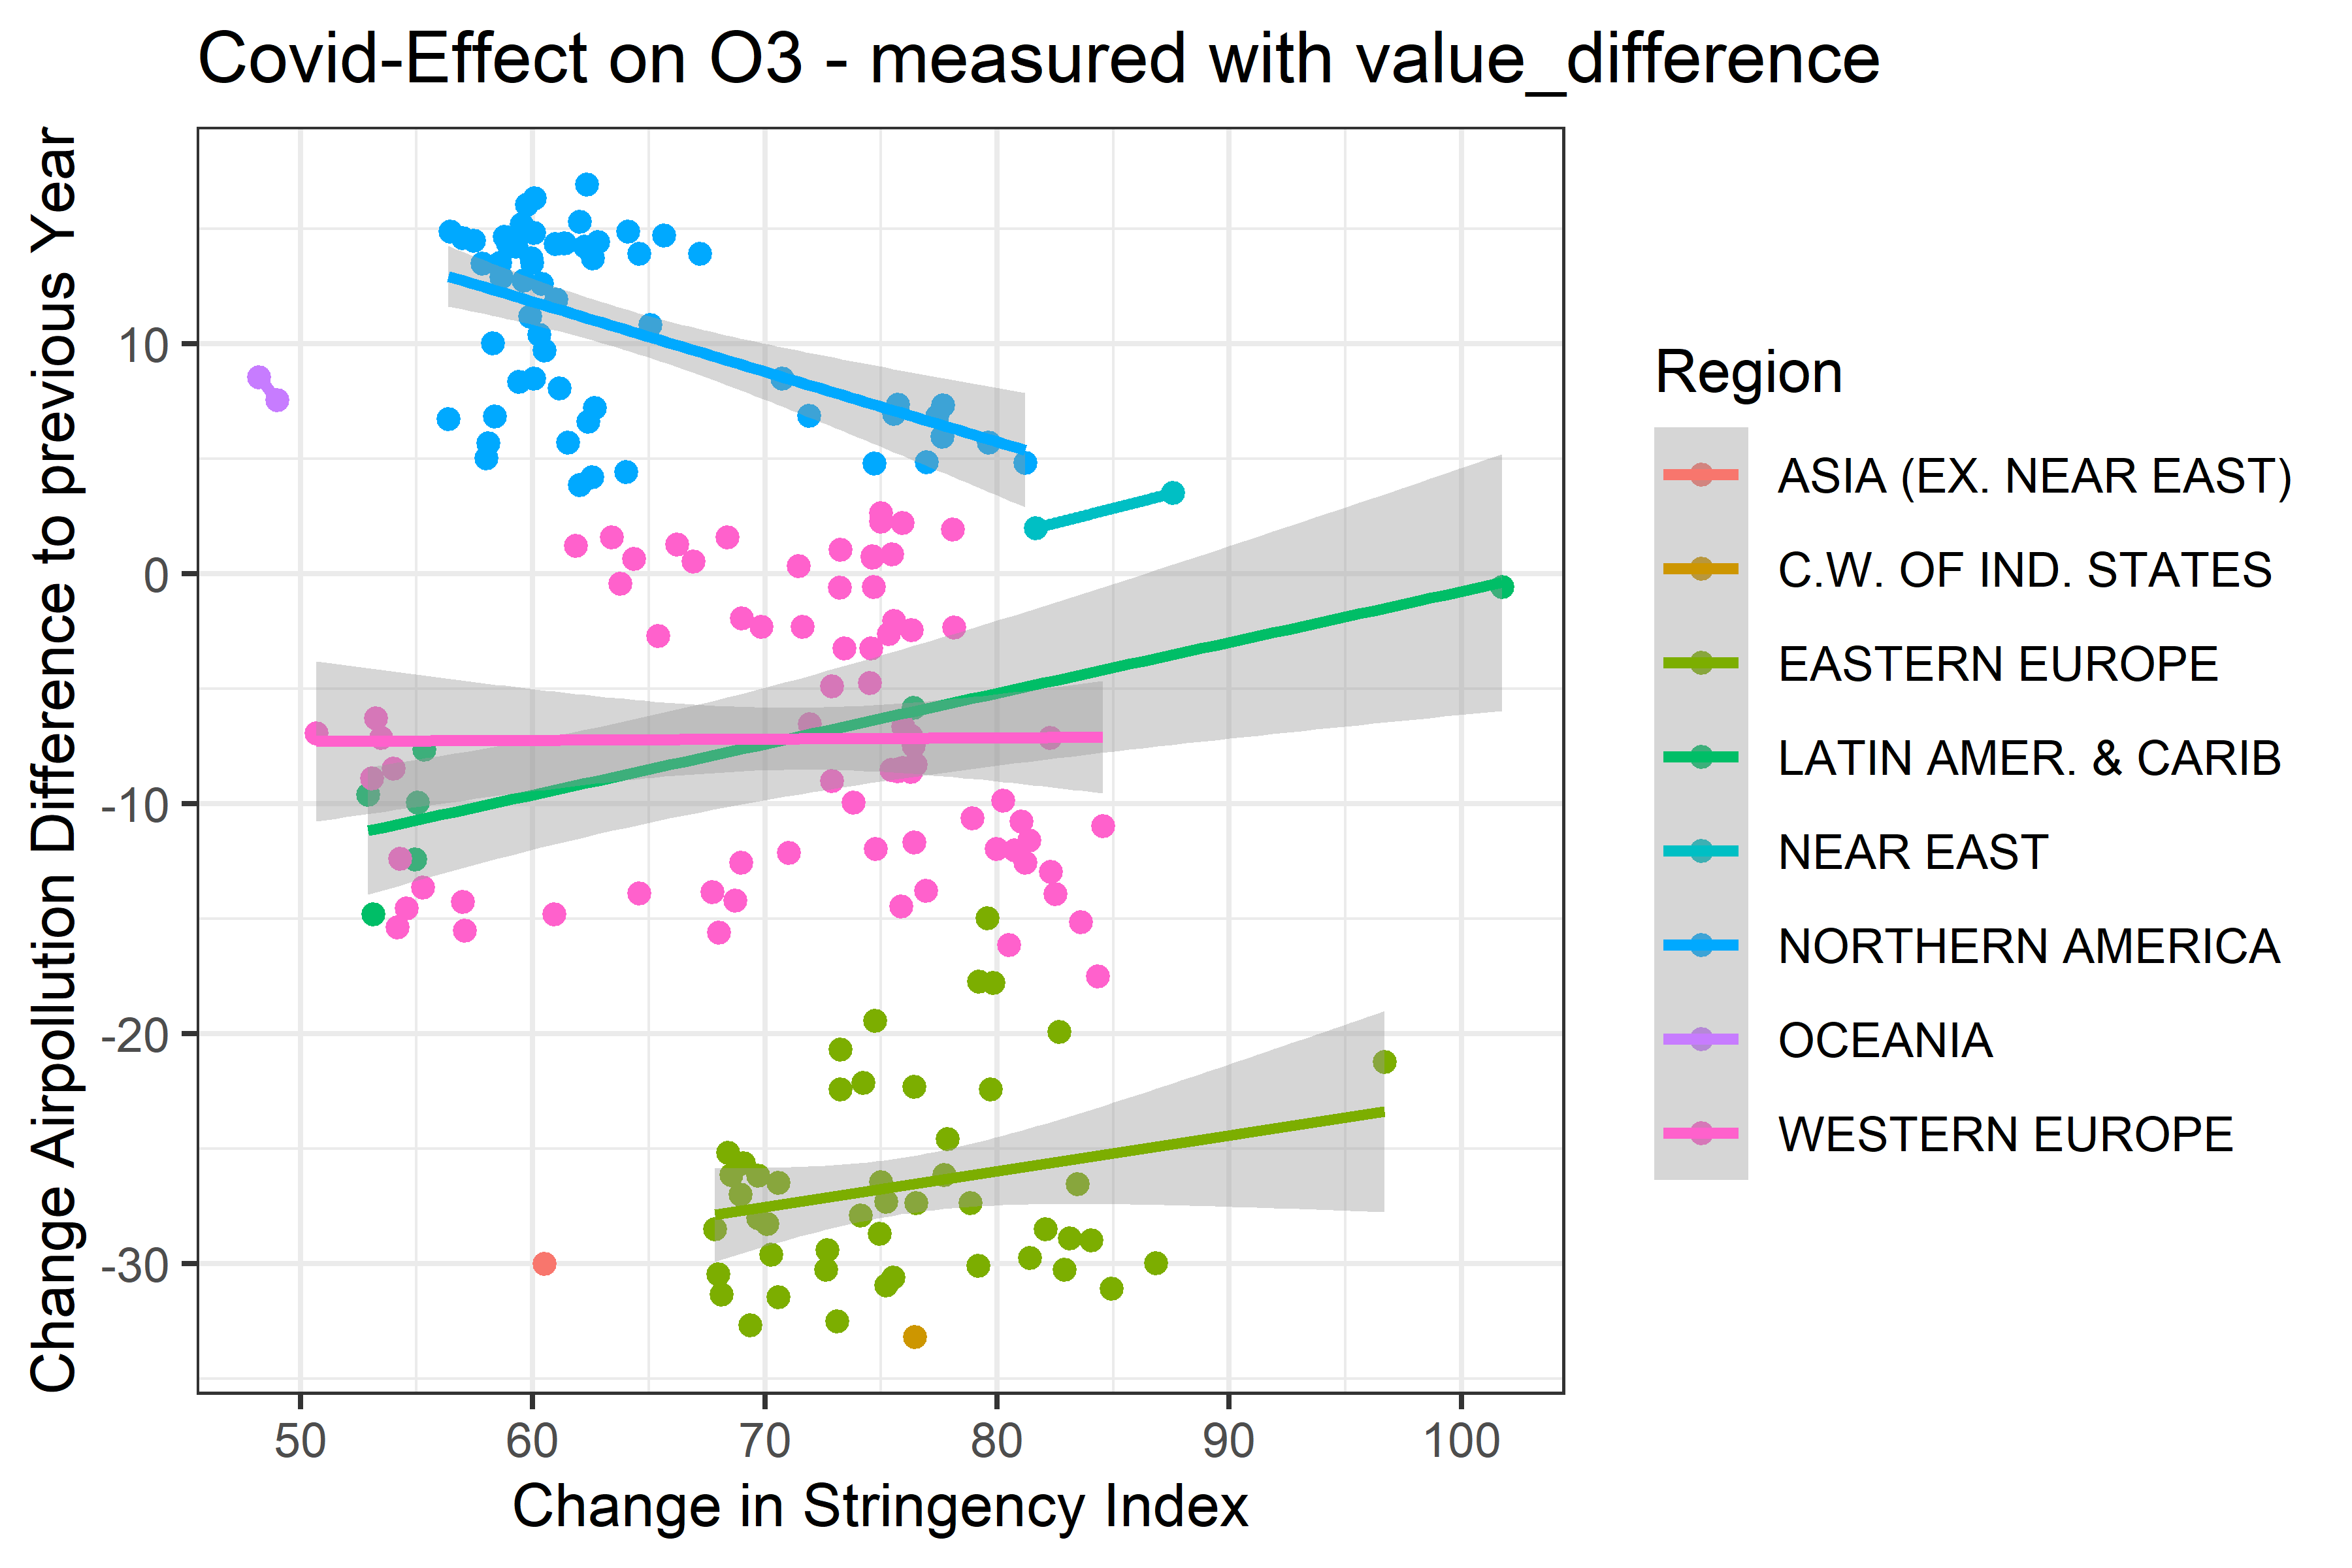 Covid-Effect on O3 - measured with value_difference
Change Airpollution Difference to previous Year
10
0
-10
-20
-30
50 60 70 80 90 100
Change in Stringency Index
Region
ASIA (EX. NEAR EAST)
C.W. OF IND. STATES
EASTERN EUROPE
LATIN AMER. & CARIB
NEAR EAST
NORTHERN AMERICA
OCEANIA
WESTERN EUROPE